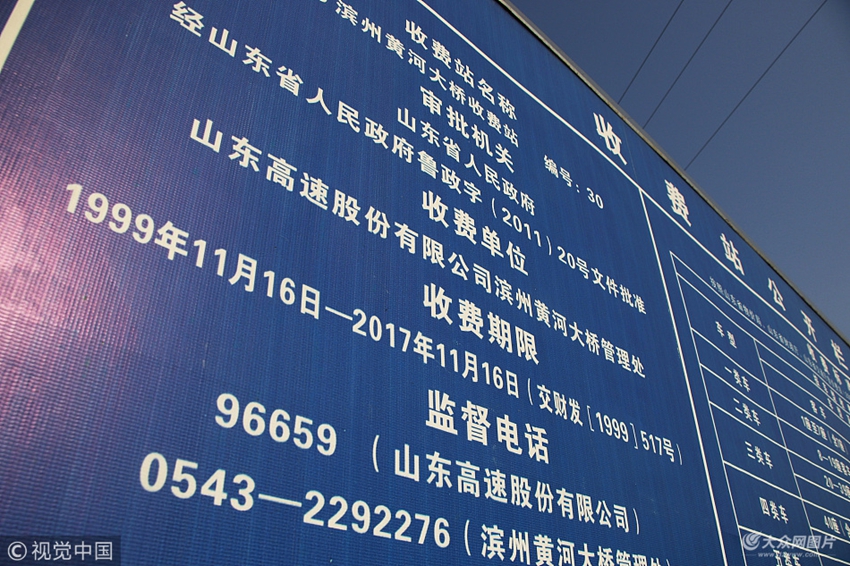 收费站公开栏
编号：30
收费站名称
滨州黄河大桥收费站
审批机关
山东省人民政府
经山东省人民政府鲁政字（2011）20号文件批准
收费单位
山东高速股份有限公司滨州黄河大桥管理处
收费期限
1999年11月16日—2017年11月16日（交财发［1999］517号）
监督电话
96659（山东高速股份有限公司）
0543—2292276（滨州黄河大桥管理处）
车型
一类车
二类车
三类车
四类车
©视觉中国
大众网图片